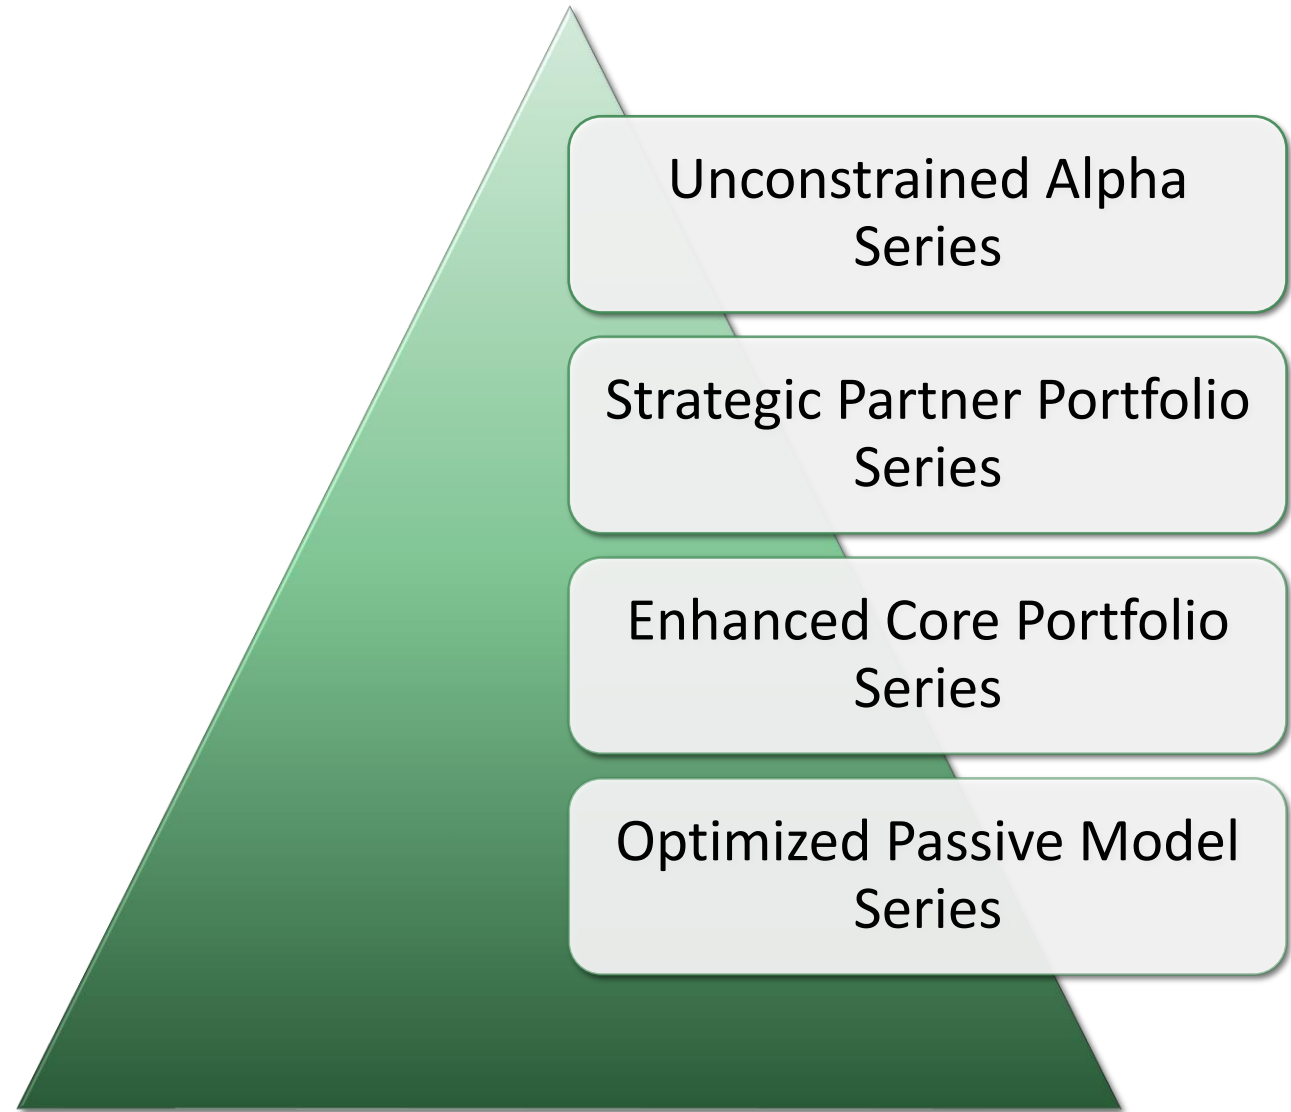 Unconstrained Alpha
Series
Strategic Partner Portfolio
Series
Enhanced Core Portfolio
Series
Optimized Passive Model
Series